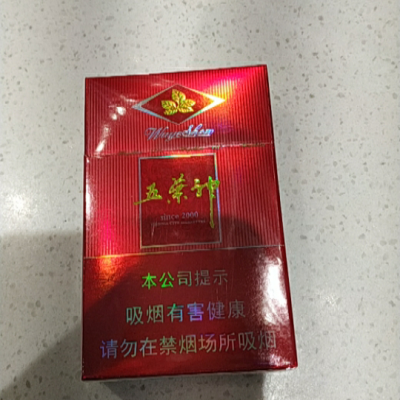 WuyeShen
五叶神
since 2000
本公司提示
吸烟有害健康
请勿在禁烟场所吸烟